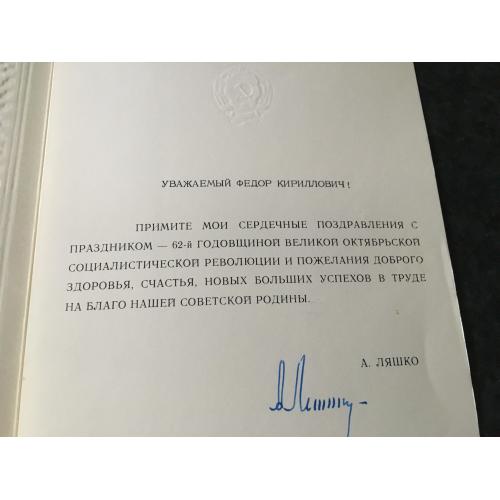 УВАЖАЕМЫЙ ФЕДОР КИРИЛЛОВИЧ!
ПРИМИТЕ МОИ СЕРДЕЧНЫЕ ПОЗДРАВЛЕНИЯ С
ПРАЗДНИКОМ — 62-й ГОДОВЩИНОЙ ВЕЛИКОЙ ОКТЯБРЬСКОЙ
СОЦИАЛИСТИЧЕСКОЙ РЕВОЛЮЦИИ И ПОЖЕЛАНИЯ ДОБРОГО
ЗДОРОВЬЯ, СЧАСТЬЯ, НОВЫХ БОЛЬШИХ УСПЕХОВ В ТРУДЕ
НА БЛАГО НАШЕЙ СОВЕТСКОЙ РОДИНЫ.
А. ЛЯШКО